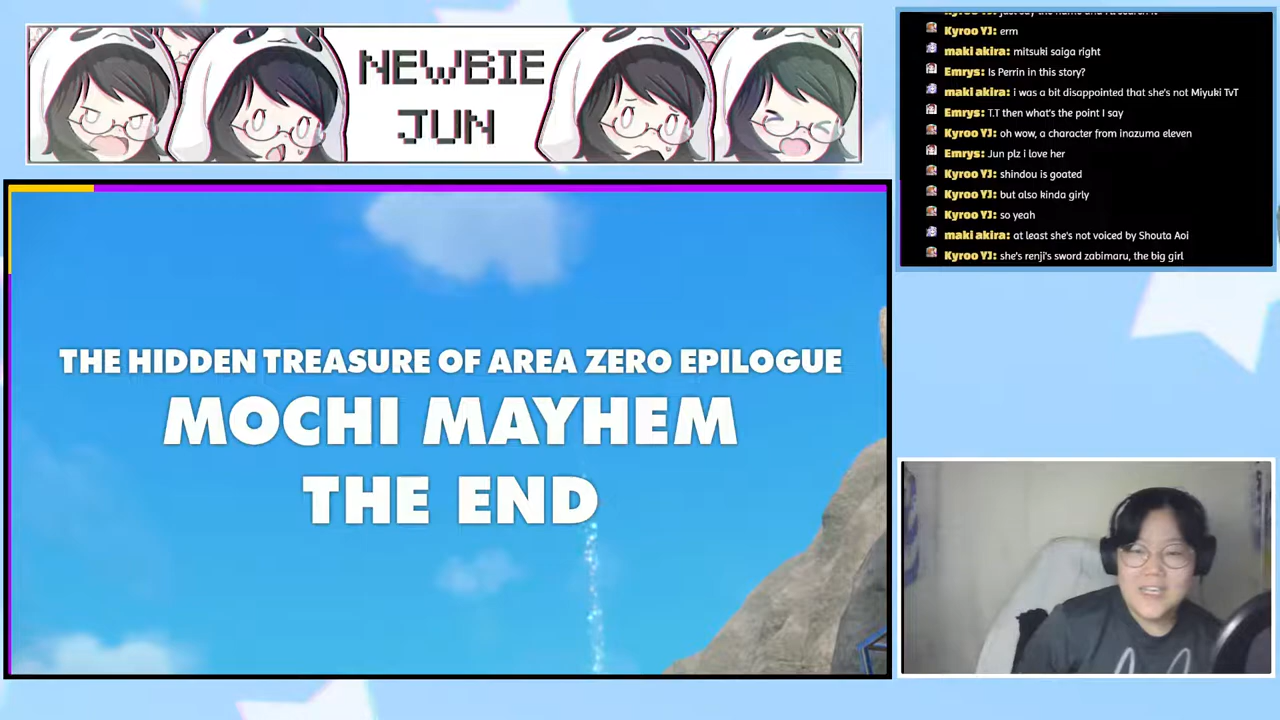 NEWBIE
JUN
Kyroo YJ: erm
maki akira: mitsuki saiga right
Emrys: Is Perrin in this story?
maki akira: i was a bit disappointed that she's not Miyuki TvT
Emrys: T.T then what's the point I say
Kyroo YJ: oh wow, a character from inazuma eleven
Emrys: Jun plz i love her
Kyroo YJ: shindou is goated
Kyroo YJ: but also kinda girly
Kyroo YJ: so yeah
maki akira: at least she's not voiced by Shouta Aoi
Kyroo YJ: she's renji's sword zabimaru, the big girl
THE HIDDEN TREASURE OF AREA ZERO EPILOGUE
MOCHI MAYHEM
THE END